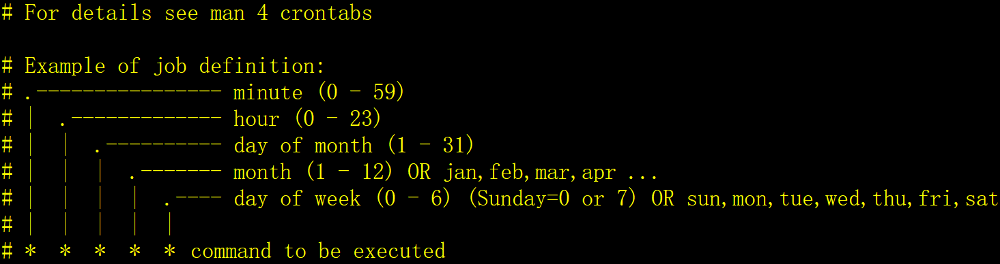 # For details see man 4 crontabs
# Example of job definition:
# .---------------- minute (0 - 59)
# |  .------------- hour (0 - 23)
# |  |  .---------- day of month (1 - 31)
# |  |  |  .------- month (1 - 12) OR jan,feb,mar,apr ...
# |  |  |  |  .---- day of week (0 - 6) (Sunday=0 or 7) OR sun,mon,tue,wed,thu,fri,sat
# |  |  |  |  |
# *  *  *  *  * command to be executed